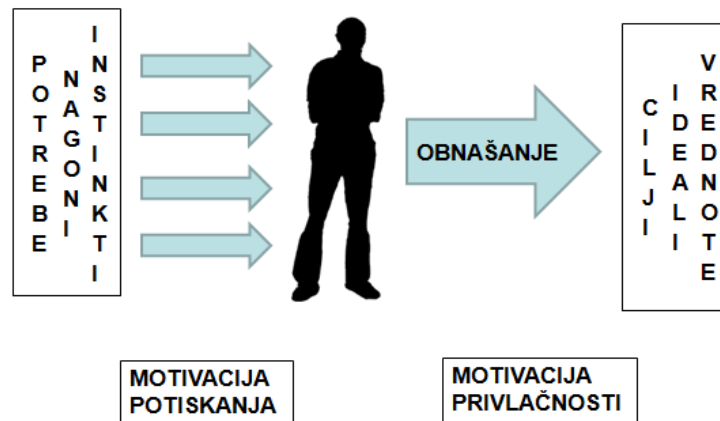 POTREBE
NAGONI
INSTINKTI
OBNAŠANJE
CILJI
IDEALI
VREDNOTE
MOTIVACIJA
POTISKANJA
MOTIVACIJA
PRIVLAČNOSTI